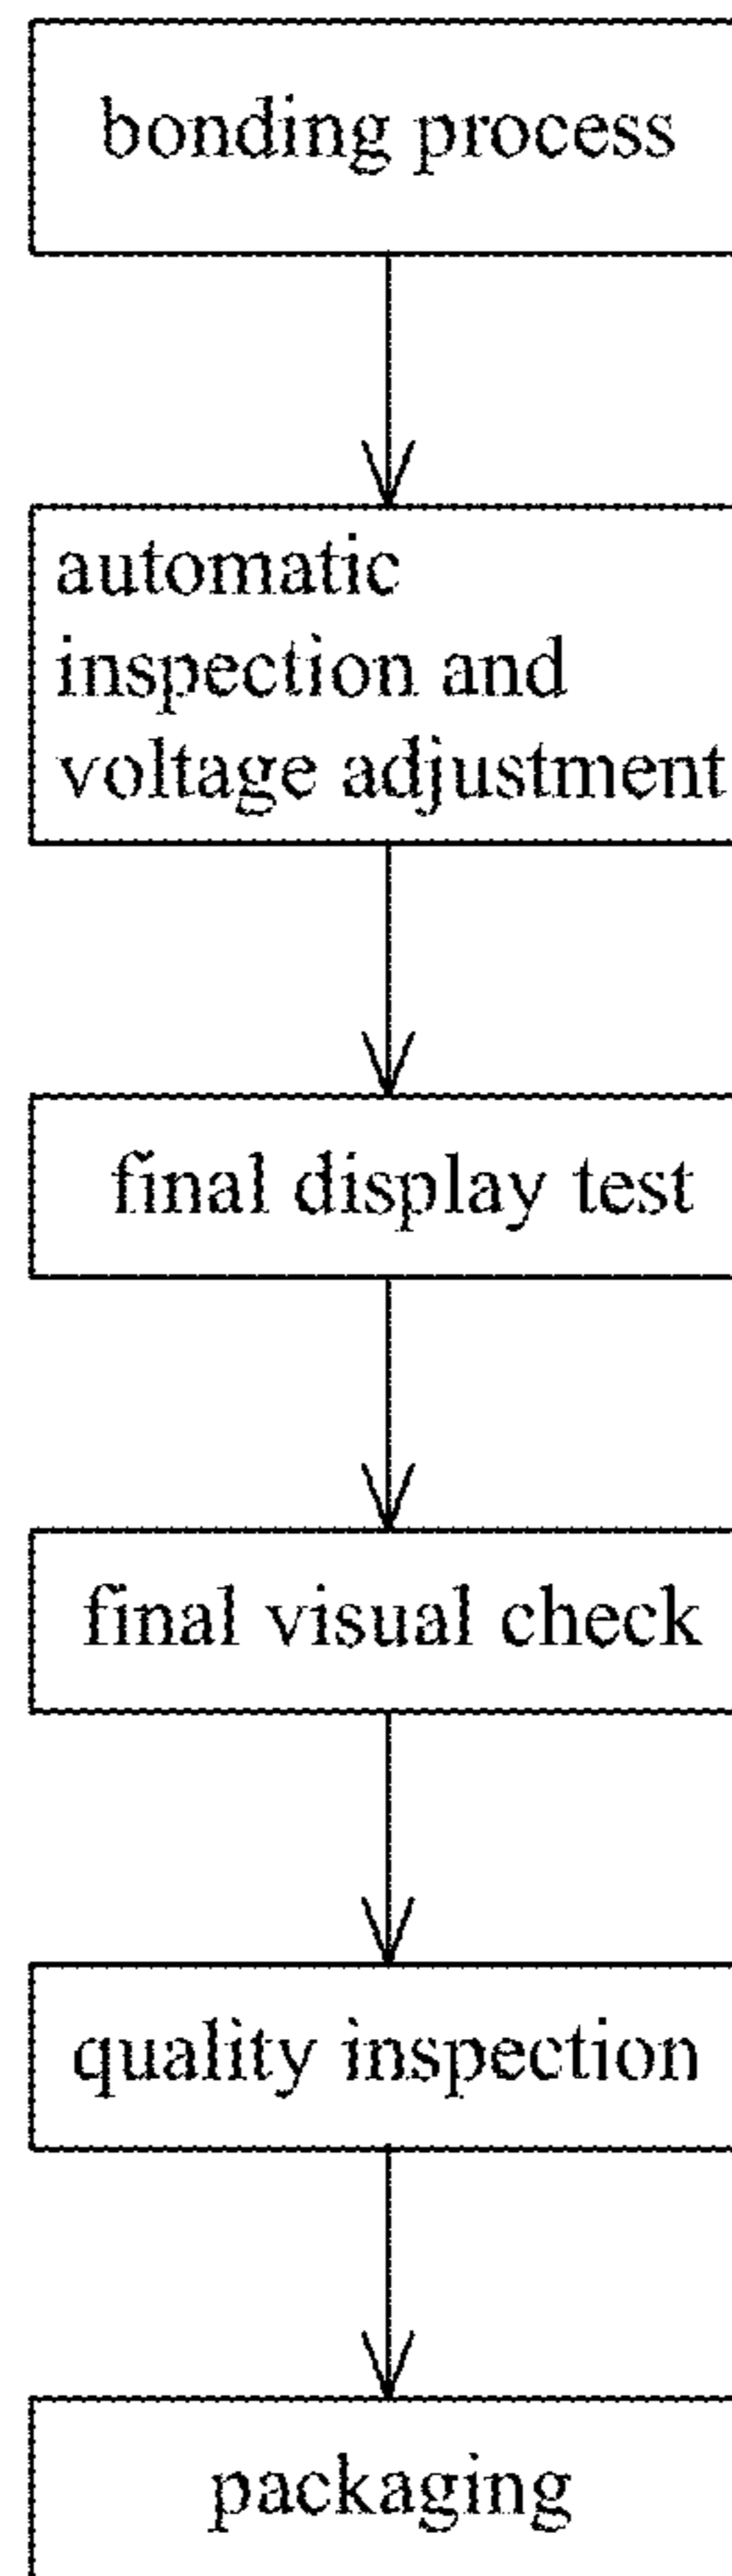 bonding process
automatic
inspection and
voltage adjustment
final display test
final visual check
quality inspection
packaging